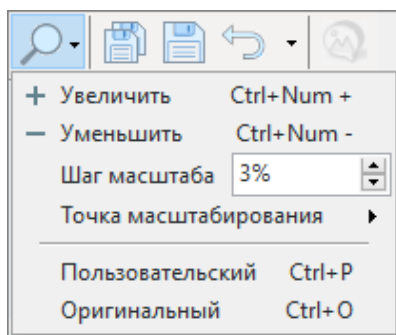 Увеличить Ctrl+Num +
Уменьшить Ctrl+Num -
Шаг масштаба 3%
Точка масштабирования
Пользовательский Ctrl+P
Оригинальный Ctrl+O